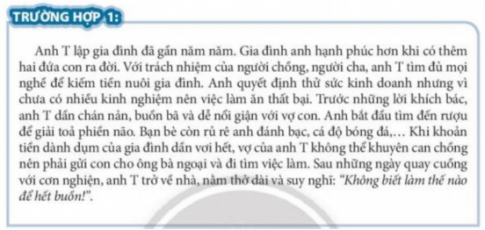 TRƯỜNG HỢP 1:
Anh T lập gia đình đã gần năm năm. Gia đình anh hạnh phúc hơn khi có thêm
hai đứa con ra đời. Với trách nhiệm của người chồng, người cha, anh T tìm đủ mọi
nghề để kiếm tiền nuôi gia đình. Anh quyết định thử sức kinh doanh nhưng vì
chưa có nhiều kinh nghiệm nên việc làm ăn thất bại. Trước những lời khích bác,
anh T dần chán nản, buồn bã và dễ nổi giận với vợ con. Anh bắt đầu tìm đến rượu
để giải toả phiền não. Bạn bè còn rủ rê anh đánh bạc, cá độ bóng đá,... Khi khoản
tiền dành dụm của gia đình dần vơi hết, vợ của anh T không thể khuyên can chồng
nên phải gửi con cho ông bà ngoại và đi tìm việc làm. Sau những ngày quay cuồng
với cơn nghiện, anh T trở về nhà, nằm thở dài và suy nghĩ: "Không biết làm thế nào
để hết buồn!".